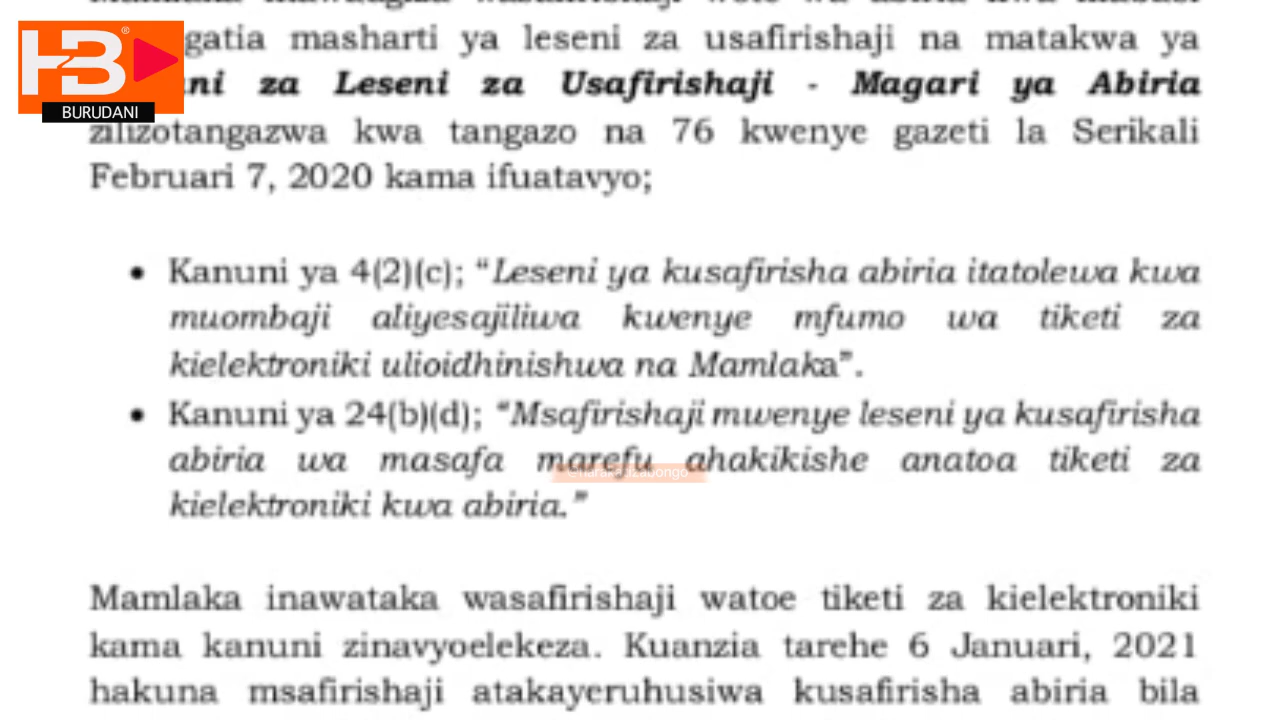 HB®
BURUDANI
gatia masharti ya leseni za usafirishaji na matakwa ya
ni za Leseni za Usafirishaji - Magari ya Abiria
zilizotangazwa kwa tangazo na 76 kwenye gazeti la Serikali
Februari 7, 2020 kama ifuatavyo;
• Kanuni ya 4(2)(c); “Leseni ya kusafirisha abiria itatolewa kwa
muombaji aliyesajiliwa kwenye mfumo wa tiketi za
kielektroniki ulioidhinishwa na Mamlaka”.
• Kanuni ya 24(b)(d); “Msafirishaji mwenye leseni ya kusafirisha
abiria wa masafa marefu ahakikishe anatoa tiketi za
kielektroniki kwa abiria.”
Mamlaka inawataka wasafirishaji watoe tiketi za kielektroniki
kama kanuni zinavyoelekeza. Kuanzia tarehe 6 Januari, 2021
hakuna msafirishaji atakayeruhusiwa kusafirisha abiria bila